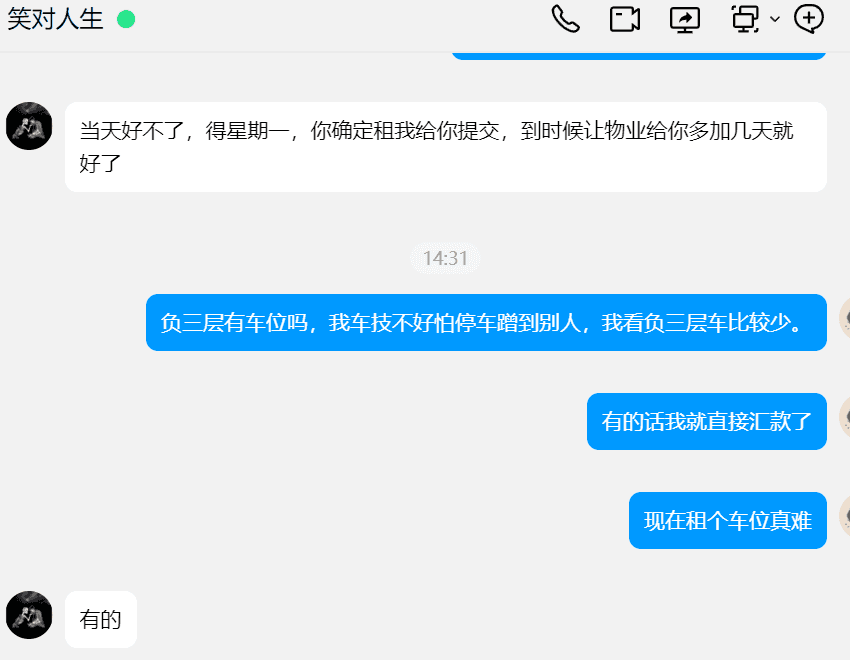 笑对人生
当天好不了，得星期一，你确定租我给你提交，到时候让物业给你多加几天就
好了
14:31
负三层有车位吗，我车技不好怕停车蹭到别人，我看负三层车比较少。
有的话我就直接汇款了
现在租个车位真难
有的